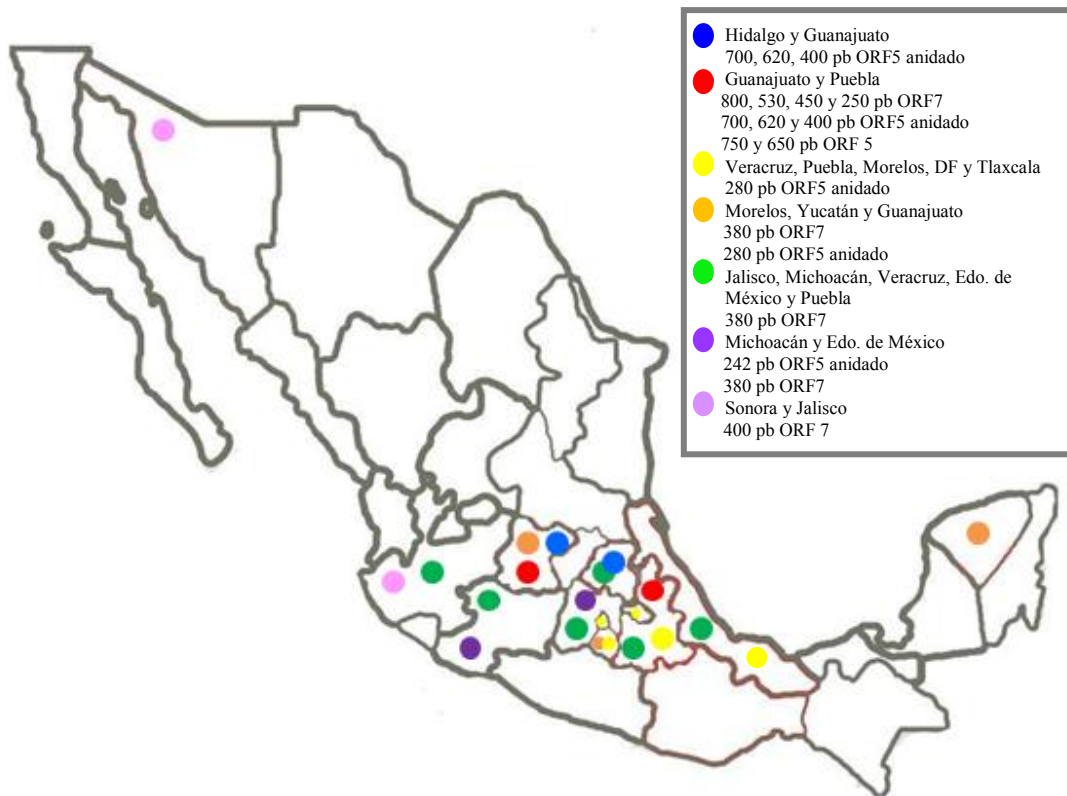 Hidalgo y Guanajuato
700, 620, 400 pb ORF5 anidado
Guanajuato y Puebla
800, 530, 450 y 250 pb ORF7
700, 620 y 400 pb ORF5 anidado
750 y 650 pb ORF 5
Veracruz, Puebla, Morelos, DF y Tlaxcala
280 pb ORF5 anidado
Morelos, Yucatán y Guanajuato
380 pb ORF7
280 pb ORF5 anidado
Jalisco, Michoacán, Veracruz, Edo. de
México y Puebla
380 pb ORF7
Michoacán y Edo. de México
242 pb ORF5 anidado
380 pb ORF7
Sonora y Jalisco
400 pb ORF 7